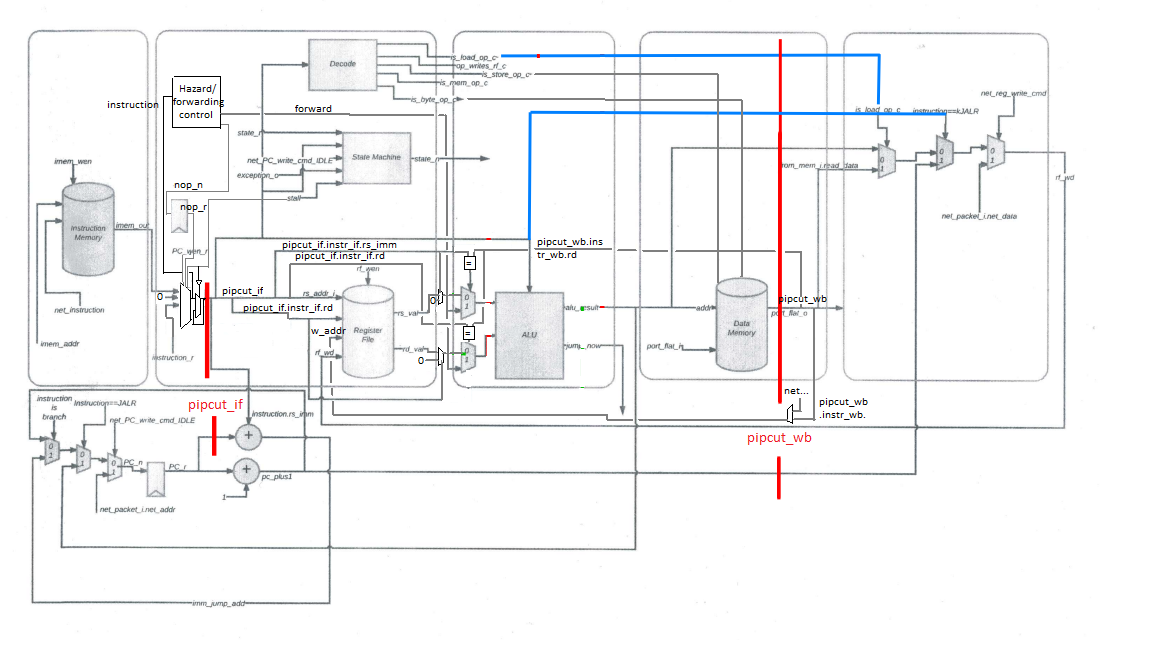 Decode
is_load_op_c
op_writes_rf_c
is_store_op_c
is_mem_op_c
is_byte_op_c
Hazard/
forwarding
control
instruction
forward
state_r
net_PC_write_cmd_IDLE
exception_o
stall
State Machine
state_n
is_load_op_c
instruction==kJALR
net_reg_write_cmd
0
1
0
1
0
1
from_mem_i.read_data
rf_wd
net_packet_i.net_data
imem_wen
Instruction
Memory
imem_out
net_instruction
imem_addr
nop_n
nop_r
PC_wen_r
0
instruction_r
pipcut_if
pipcut_if.instr_if.rs_imm
pipcut_if.instr_if.rd
rf_wen
rs_addr_i
pipcut_if.instr_if.rd
w_addr
rf_wd
Register
File
rs_val
rd_val
0
0
=
=
0
1
0
1
pipcut_wb.ins
tr_wb.rd
ALU
alu_result
jump_now
addr
port_flat_i
Data
Memory
pipcut_wb
port_flat_o
net...
pipcut_wb
.instr_wb.
pipcut_wb
pipcut_if
instruction
is
branch
Instruction==JALR
net_PC_write_cmd_IDLE
0
1
0
1
0
1
PC_n
PC_r
net_packet_i.net_addr
instruction.rs_imm
+
+
pc_plus1
1
imm_jump_add